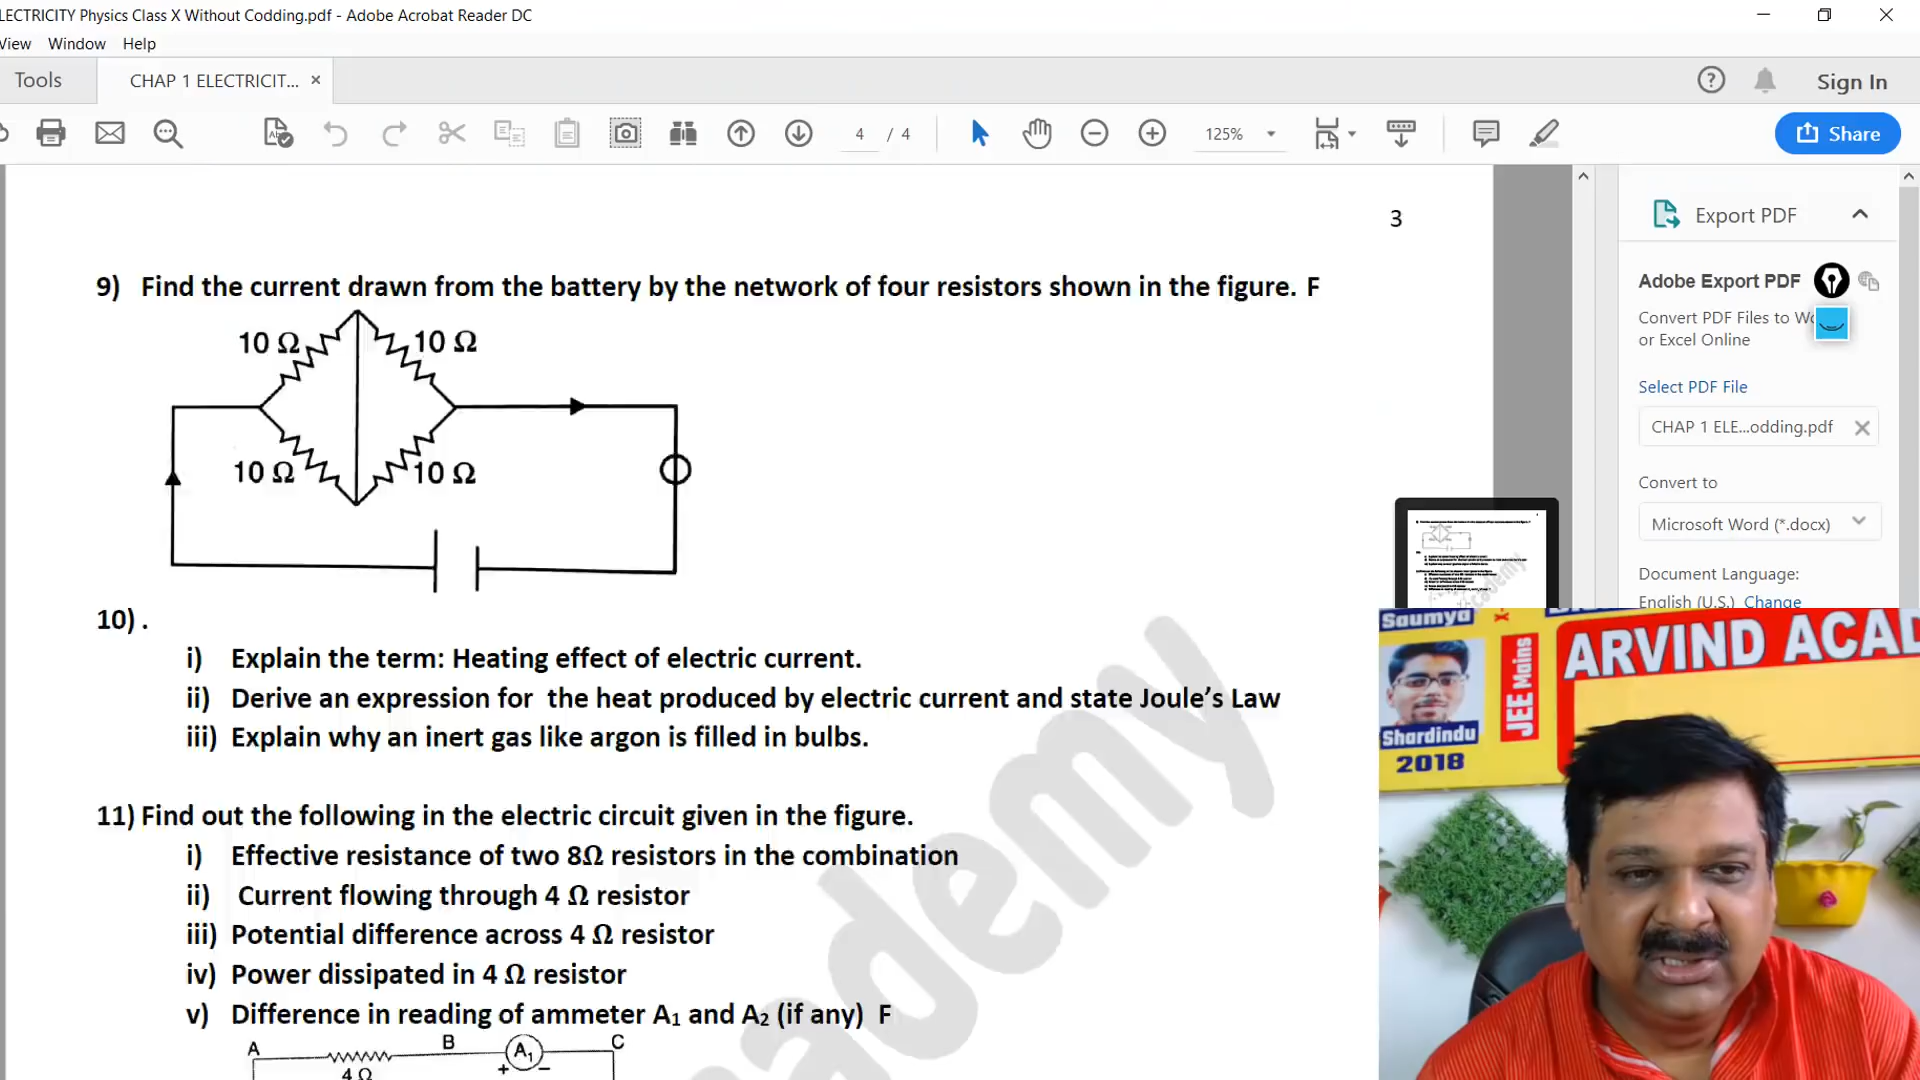 LECTRICITY Physics Class X Without Codding.pdf - Adobe Acrobat Reader DC
View Window Help
Tools
CHAP 1 ELECTRICIT...
Sign In
4 / 4
125%
Share
3
9) Find the current drawn from the battery by the network of four resistors shown in the figure. F
10 Ω 10 Ω
10 Ω 10 Ω
10) .
i) Explain the term: Heating effect of electric current.
ii) Derive an expression for the heat produced by electric current and state Joule's Law
iii) Explain why an inert gas like argon is filled in bulbs.
11) Find out the following in the electric circuit given in the figure.
i) Effective resistance of two 8Ω resistors in the combination
ii) Current flowing through 4 Ω resistor
iii) Potential difference across 4 Ω resistor
iv) Power dissipated in 4 Ω resistor
v) Difference in reading of ammeter A₁ and A₂ (if any) F
A B A₁ C
+ −
4 Ω
ademy
Export PDF
Adobe Export PDF
Convert PDF Files to Wo
or Excel Online
Select PDF File
CHAP 1 ELE...odding.pdf
Convert to
Microsoft Word (*.docx)
Document Language:
English (U.S.) Change
Saumya
ARVIND ACAD
JEE Mains
Shardindu
2018